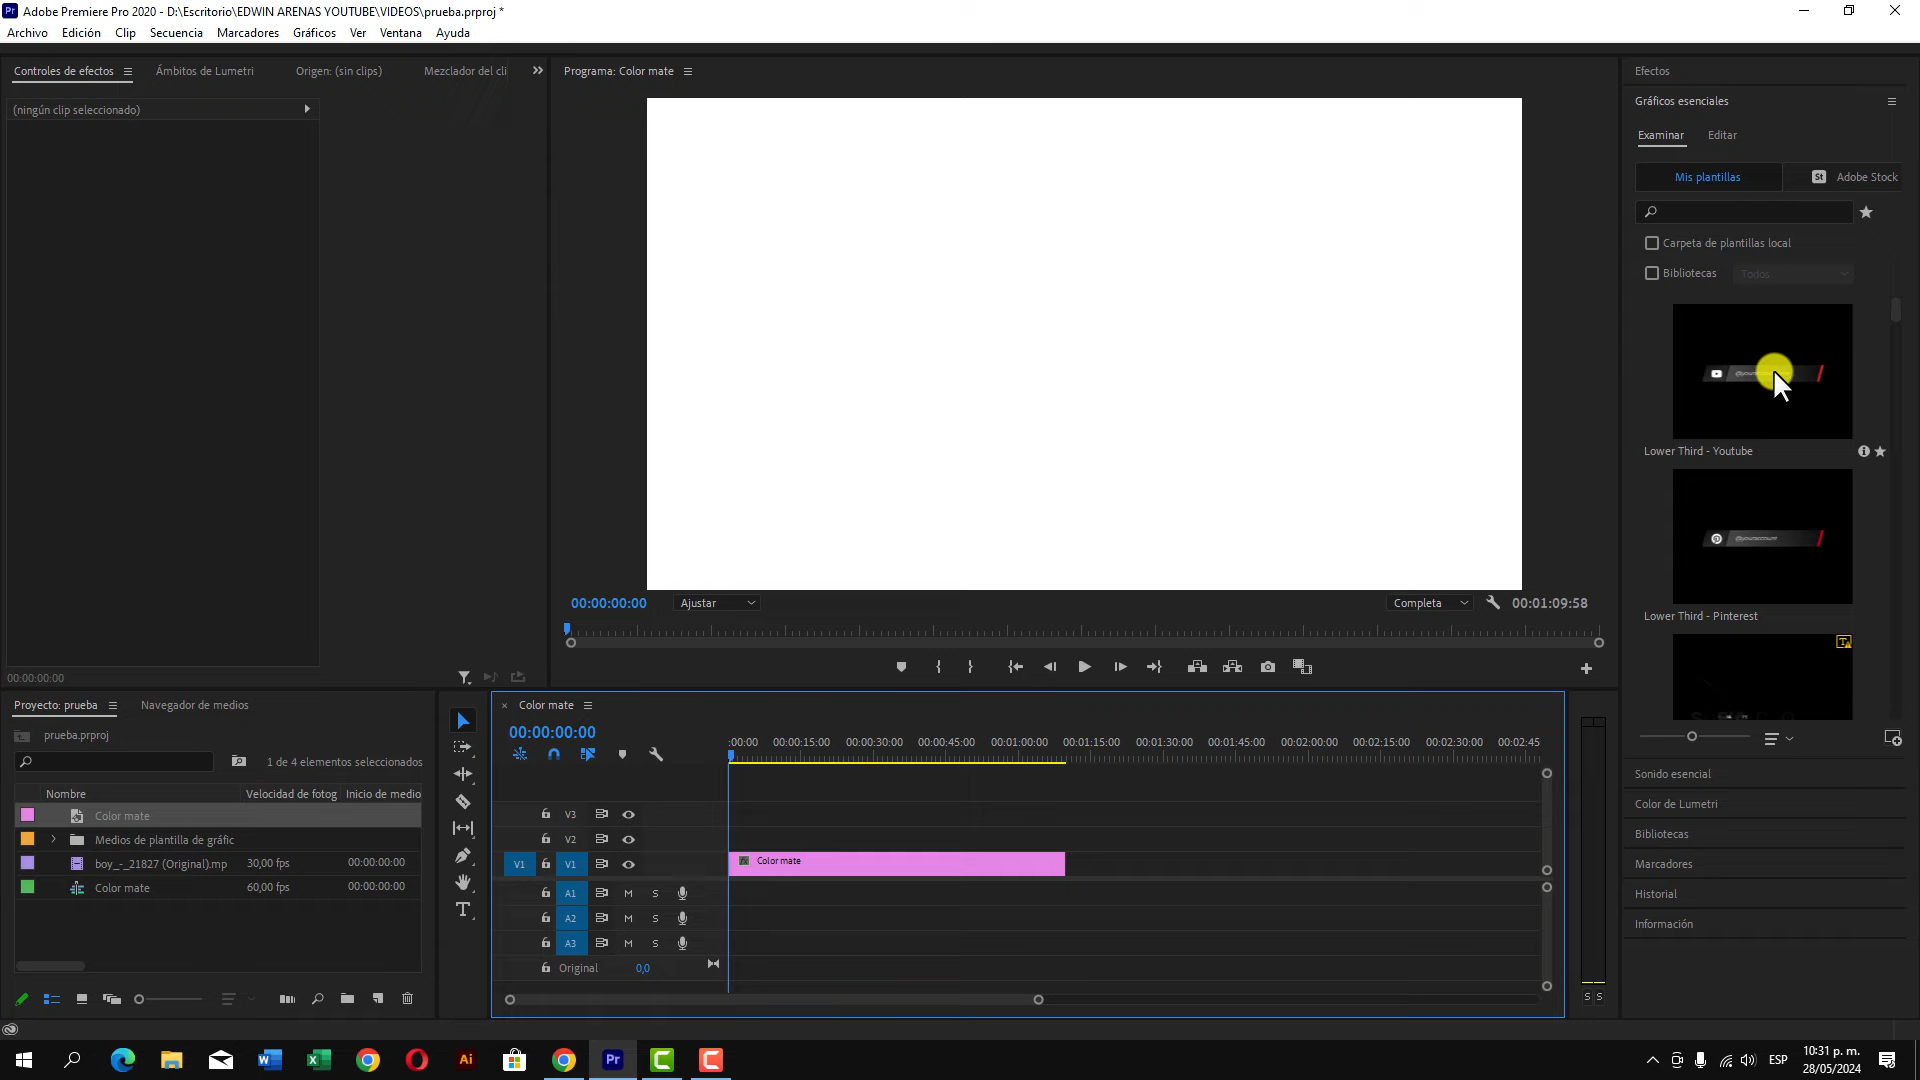 Pr Adobe Premiere Pro 2020 - D:\Escritorio\EDWIN ARENAS YOUTUBE\VIDEOS\prueba.prproj *
Archivo Edición Clip Secuencia Marcadores Gráficos Ver Ventana Ayuda
Controles de efectos Ámbitos de Lumetri Origen: (sin clips) Mezclador del cli
(ningún clip seleccionado)
00:00:00:00
Programa: Color mate
00:00:00:00 Ajustar Completa 00:01:09:58
Efectos
Gráficos esenciales
Examinar Editar
Mis plantillas St Adobe Stock
Carpeta de plantillas local
Bibliotecas Todos
Lower Third - Youtube
Lower Third - Pinterest
Sonido esencial
Color de Lumetri
Bibliotecas
Marcadores
Historial
Información
Proyecto: prueba Navegador de medios
prueba.prproj
1 de 4 elementos seleccionados
Nombre Velocidad de fotog Inicio de medio
Color mate
Medios de plantilla de gráfic
boy_-_21827 (Original).mp 30,00 fps 00:00:00:00
Color mate 60,00 fps 00:00:00:00
Color mate
00:00:00:00
:00:00 00:00:15:00 00:00:30:00 00:00:45:00 00:01:00:00 00:01:15:00 00:01:30:00 00:01:45:00 00:02:00:00 00:02:15:00 00:02:30:00 00:02:45
V3
V2
V1 V1 Color mate
A1 M S
A2 M S
A3 M S
Original 0,0
S S
Ai Pr
ESP 10:31 p. m.
28/05/2024